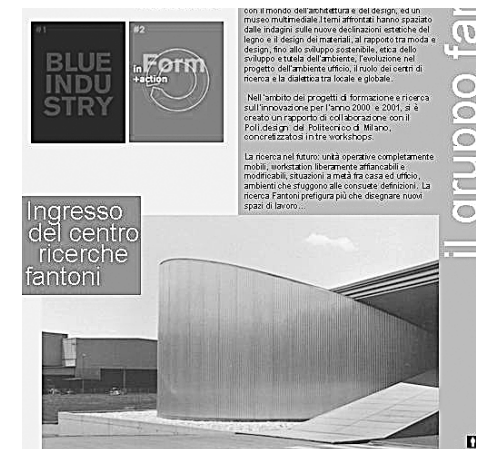 #1
BLUE
INDU
STRY
#2
inForm
+action
con il mondo dell'architettura e del design, ed un
museo multimediale.I temi affrontati hanno spaziato
dalle indagini sulle nuove declinazioni estetiche del
legno e il design dei materiali, al rapporto tra moda e
design, fino allo sviluppo sostenibile, etica dello
sviluppo e tutela dell'ambiente, l'evoluzione nel
progetto dell'ambiente ufficio, il ruolo dei centri di
ricerca e la dialettica tra locale e globale.
Nell'ambito dei progetti di formazione e ricerca
sull'innovazione per l'anno 2000 e 2001, si è
creato un rapporto di collaborazione con il
Poli.design del Politecnico di Milano,
concretizzatosi in tre workshops.
La ricerca nel futuro: unità operative completamente
mobili, workstation liberamente affiancabili e
modificabili, situazioni a metà fra casa ed ufficio,
ambienti che sfuggono alle consuete definizioni. La
ricerca Fantoni prefigura più che disegnare nuovi
spazi di lavoro...
il gruppo fan
Ingresso
del centro
ricerche
fantoni